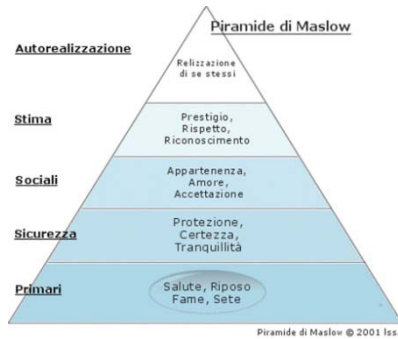 Piramide di Maslow
Autorealizzazione
Relizzazione
di se stessi
Stima
Prestigio,
Rispetto,
Riconoscimento
Sociali
Appartenenza,
Amore,
Accettazione
Sicurezza
Protezione,
Certezza,
Tranquillità
Primari
Salute, Riposo
Fame, Sete
Piramide di Maslow © 2001